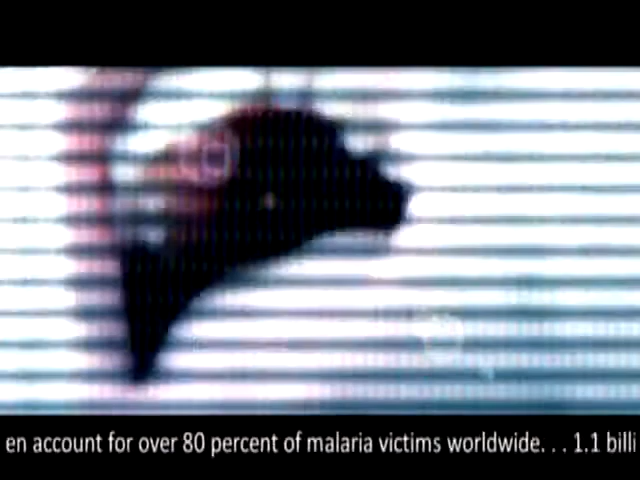 en account for over 80 percent of malaria victims worldwide. . . 1.1 billi